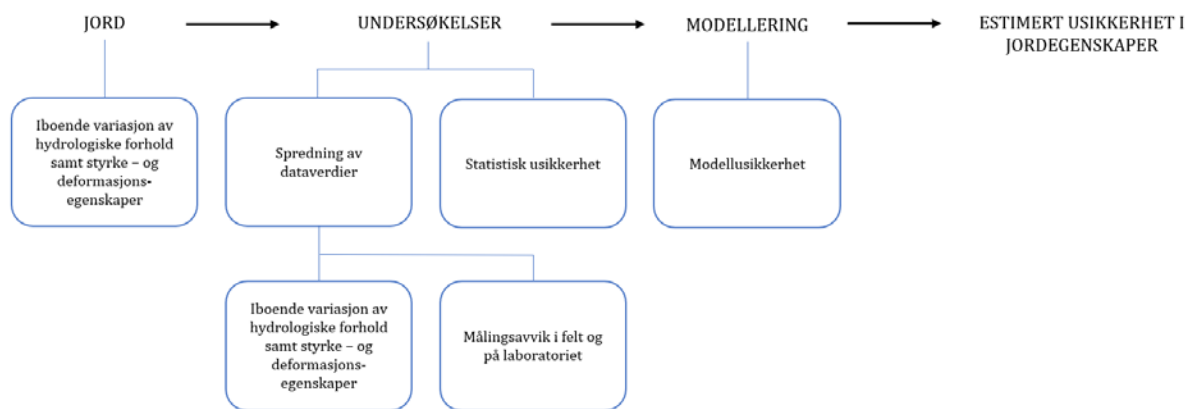 JORD
UNDERSØKELSER
MODELLERING
ESTIMERT USIKKERHET I
JORDEGENSKAPER
Iboende variasjon av
hydrologiske forhold
samt styrke – og
deformasjons-
egenskaper
Spredning av
dataverdier
Statistisk usikkerhet
Modellusikkerhet
Iboende variasjon av
hydrologiske forhold
samt styrke – og
deformasjons-
egenskaper
Målingsavvik i felt og
på laboratoriet